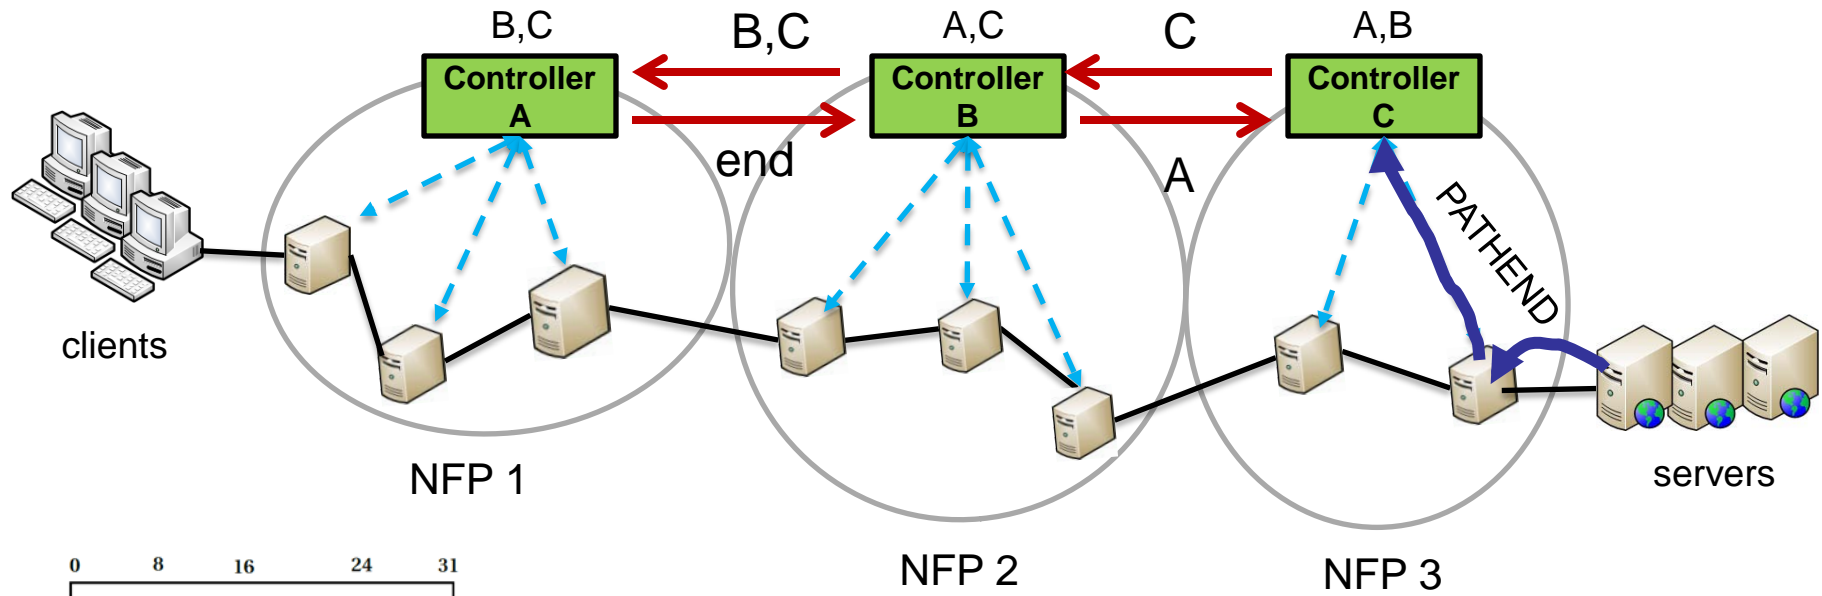 B,C
B,C
A,C
C
A,B
Controller
A
Controller
B
Controller
C
end
A
PATHEND
clients
servers
NFP 1
NFP 2
NFP 3
0 8 16 24 31